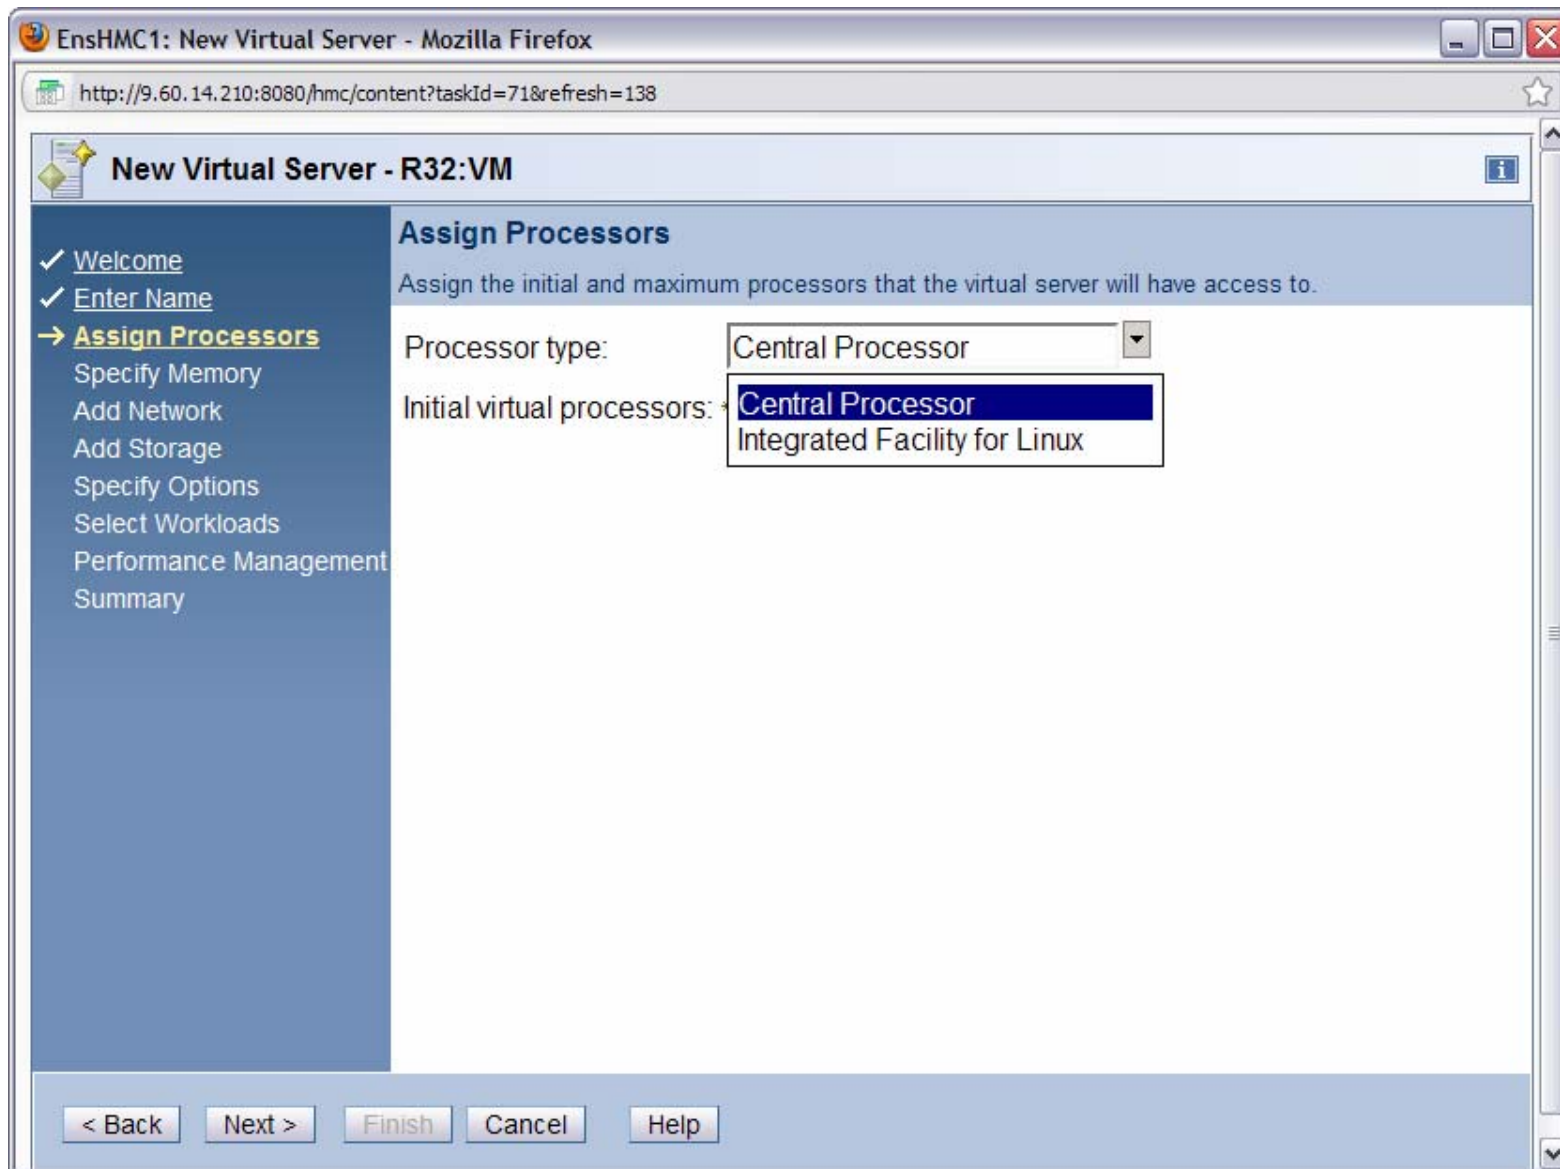 EnsHMC1: New Virtual Server - Mozilla Firefox
http://9.60.14.210:8080/hmc/content?taskId=71&refresh=138
New Virtual Server - R32:VM
i
Welcome
Enter Name
Assign Processors
Specify Memory
Add Network
Add Storage
Specify Options
Select Workloads
Performance Management
Summary
Assign Processors
Assign the initial and maximum processors that the virtual server will have access to.
Processor type: Central Processor
Initial virtual processors: *
Central Processor
Integrated Facility for Linux
< Back Next > Finish Cancel Help